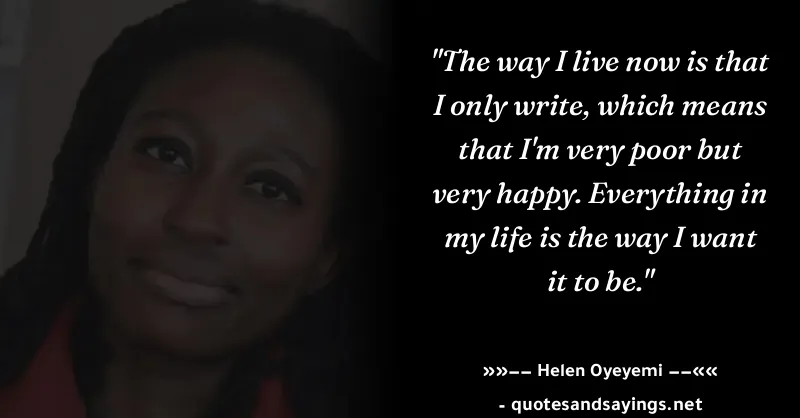 "The way I live now is that
I only write, which means
that I'm very poor but
very happy. Everything in
my life is the way I want
it to be."
»»–– Helen Oyeyemi ––««
- quotesandsayings.net